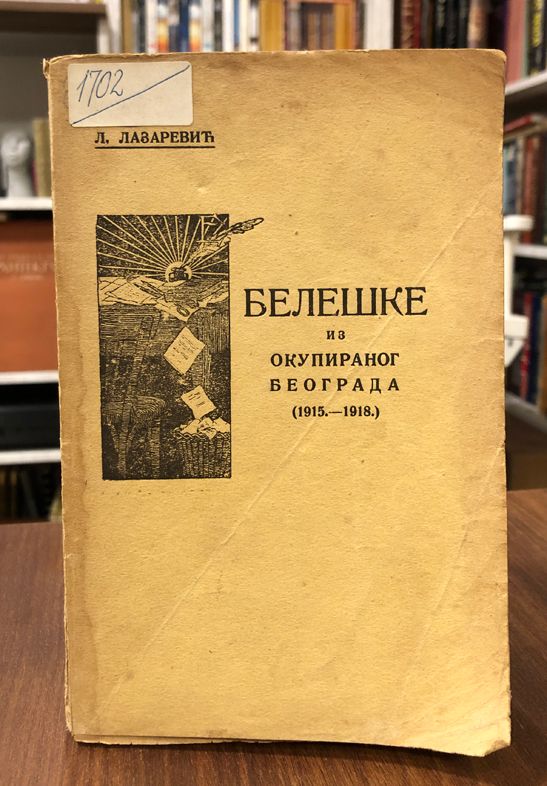 1702
Л. ЛАЗАРЕВИЋ
БЕЛЕШКЕ
ИЗ
ОКУПИРАНОГ
БЕОГРАДА
(1915.—1918.)